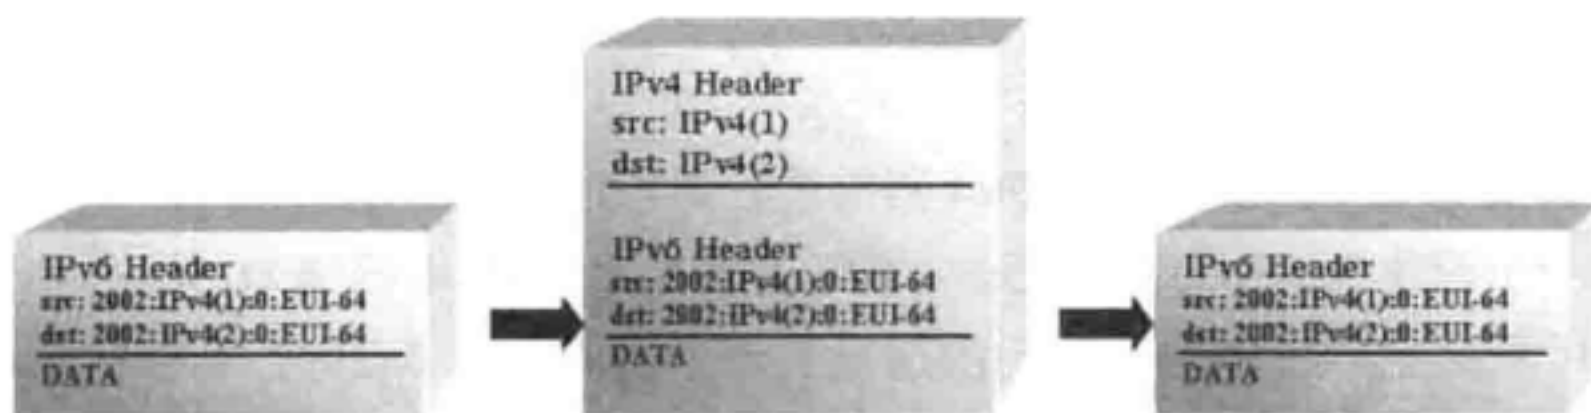 IPv6 Header
src: 2002:IPv4(1):0:EUI-64
dst: 2002:IPv4(2):0:EUI-64
DATA
IPv4 Header
src: IPv4(1)
dst: IPv4(2)
IPv6 Header
src: 2002:IPv4(1):0:EUI-64
dst: 2002:IPv4(2):0:EUI-64
DATA
IPv6 Header
src: 2002:IPv4(1):0:EUI-64
dst: 2002:IPv4(2):0:EUI-64
DATA